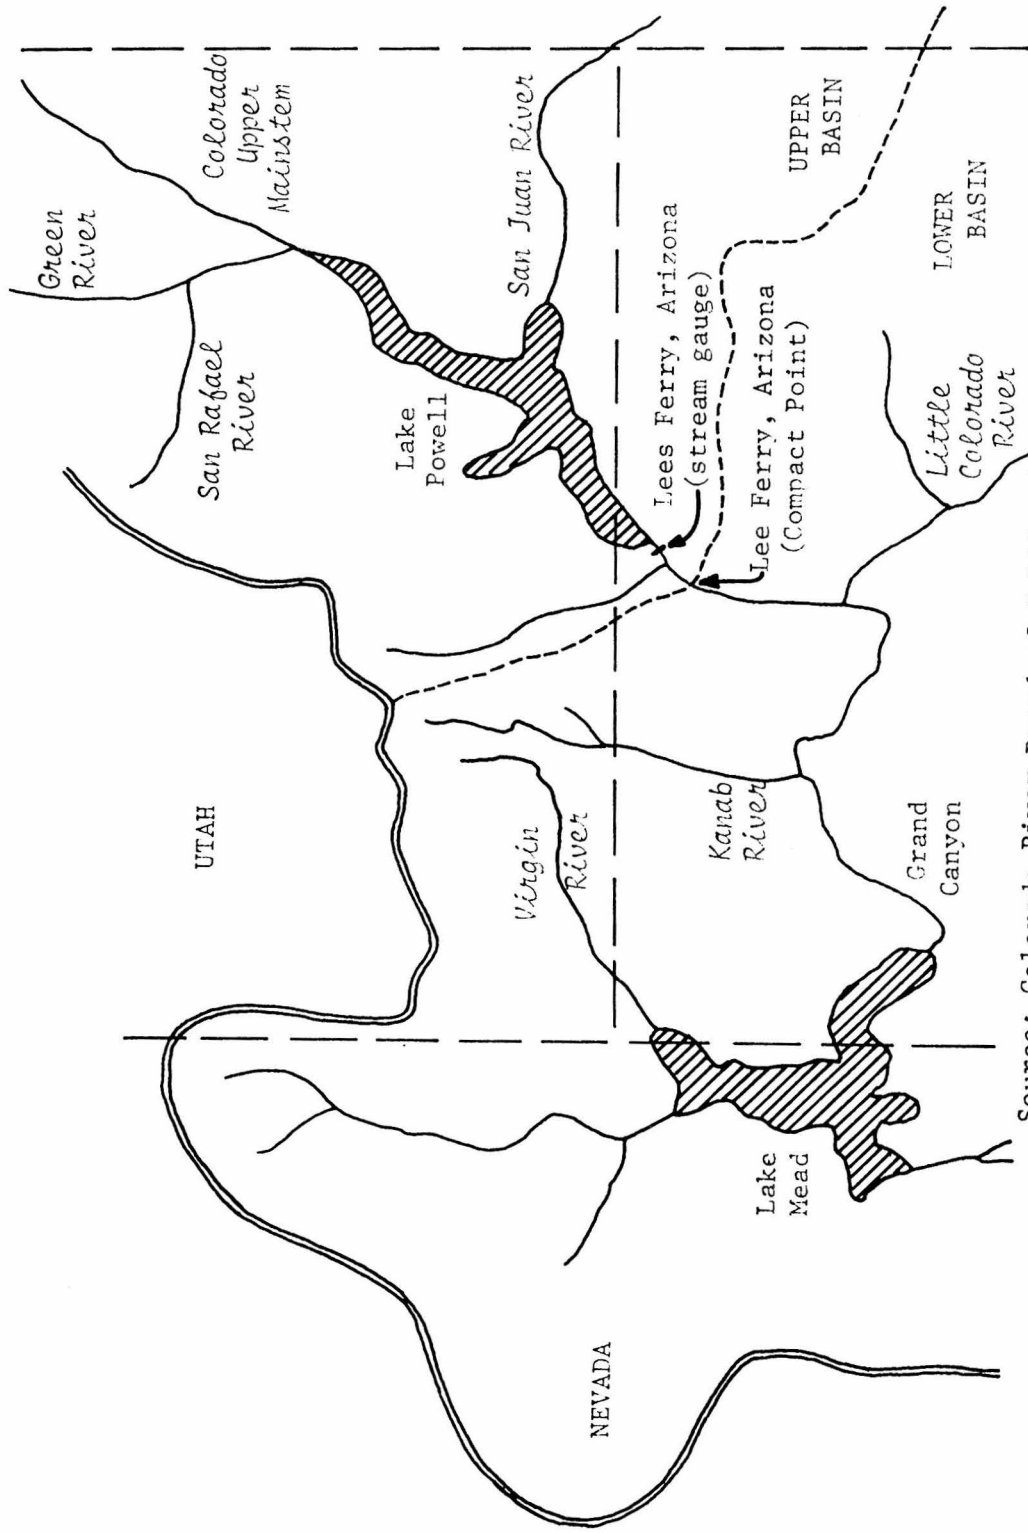 Green
River
Colorado
Upper
Mainstem
UTAH
San Rafael
River
Lake
Powell
San Juan River
Virgin
River
NEVADA
Lees Ferry, Arizona
(stream gauge)
Lee Ferry, Arizona
(Compact Point)
UPPER
BASIN
Kanab
River
Lake
Mead
Grand
Canyon
Little
Colorado
River
LOWER
BASIN
Source: Colorado River Board of